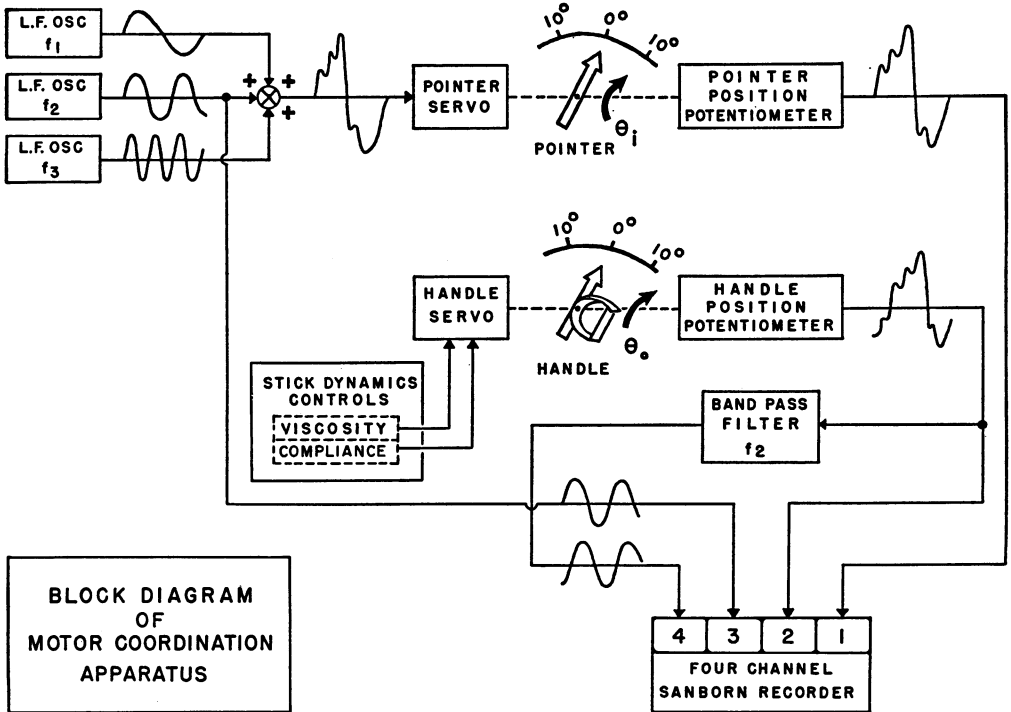 L.F. OSC
f1
L.F. OSC
f2
L.F. OSC
f3
+
+
+
+
POINTER
SERVO
10°
0°
10°
θi
POINTER
POINTER
POSITION
POTENTIOMETER
HANDLE
SERVO
10°
0°
10°
θo
HANDLE
HANDLE
POSITION
POTENTIOMETER
STICK DYNAMICS
CONTROLS
VISCOSITY
COMPLIANCE
BAND PASS
FILTER
f2
BLOCK DIAGRAM
OF
MOTOR COORDINATION
APPARATUS
4 3 2 1
FOUR CHANNEL
SANBORN RECORDER